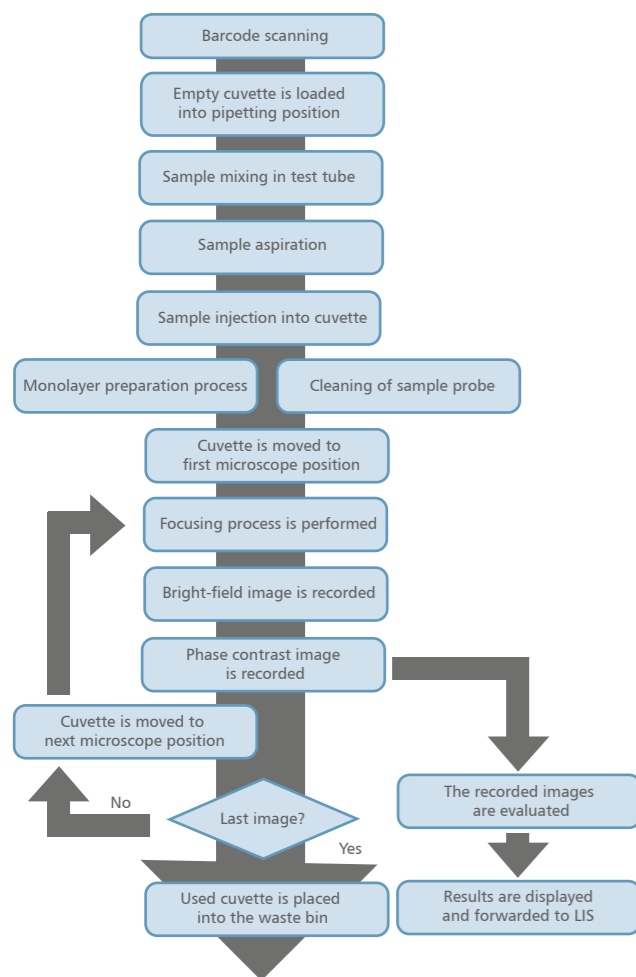 Barcode scanning
Empty cuvette is loaded
into pipetting position
Sample mixing in test tube
Sample aspiration
Sample injection into cuvette
Monolayer preparation process
Cleaning of sample probe
Cuvette is moved to
first microscope position
Focusing process is performed
Bright-field image is recorded
Phase contrast image
is recorded
Cuvette is moved to
next microscope position
The recorded images
are evaluated
No
Last image?
Yes
Used cuvette is placed
into the waste bin
Results are displayed
and forwarded to LIS